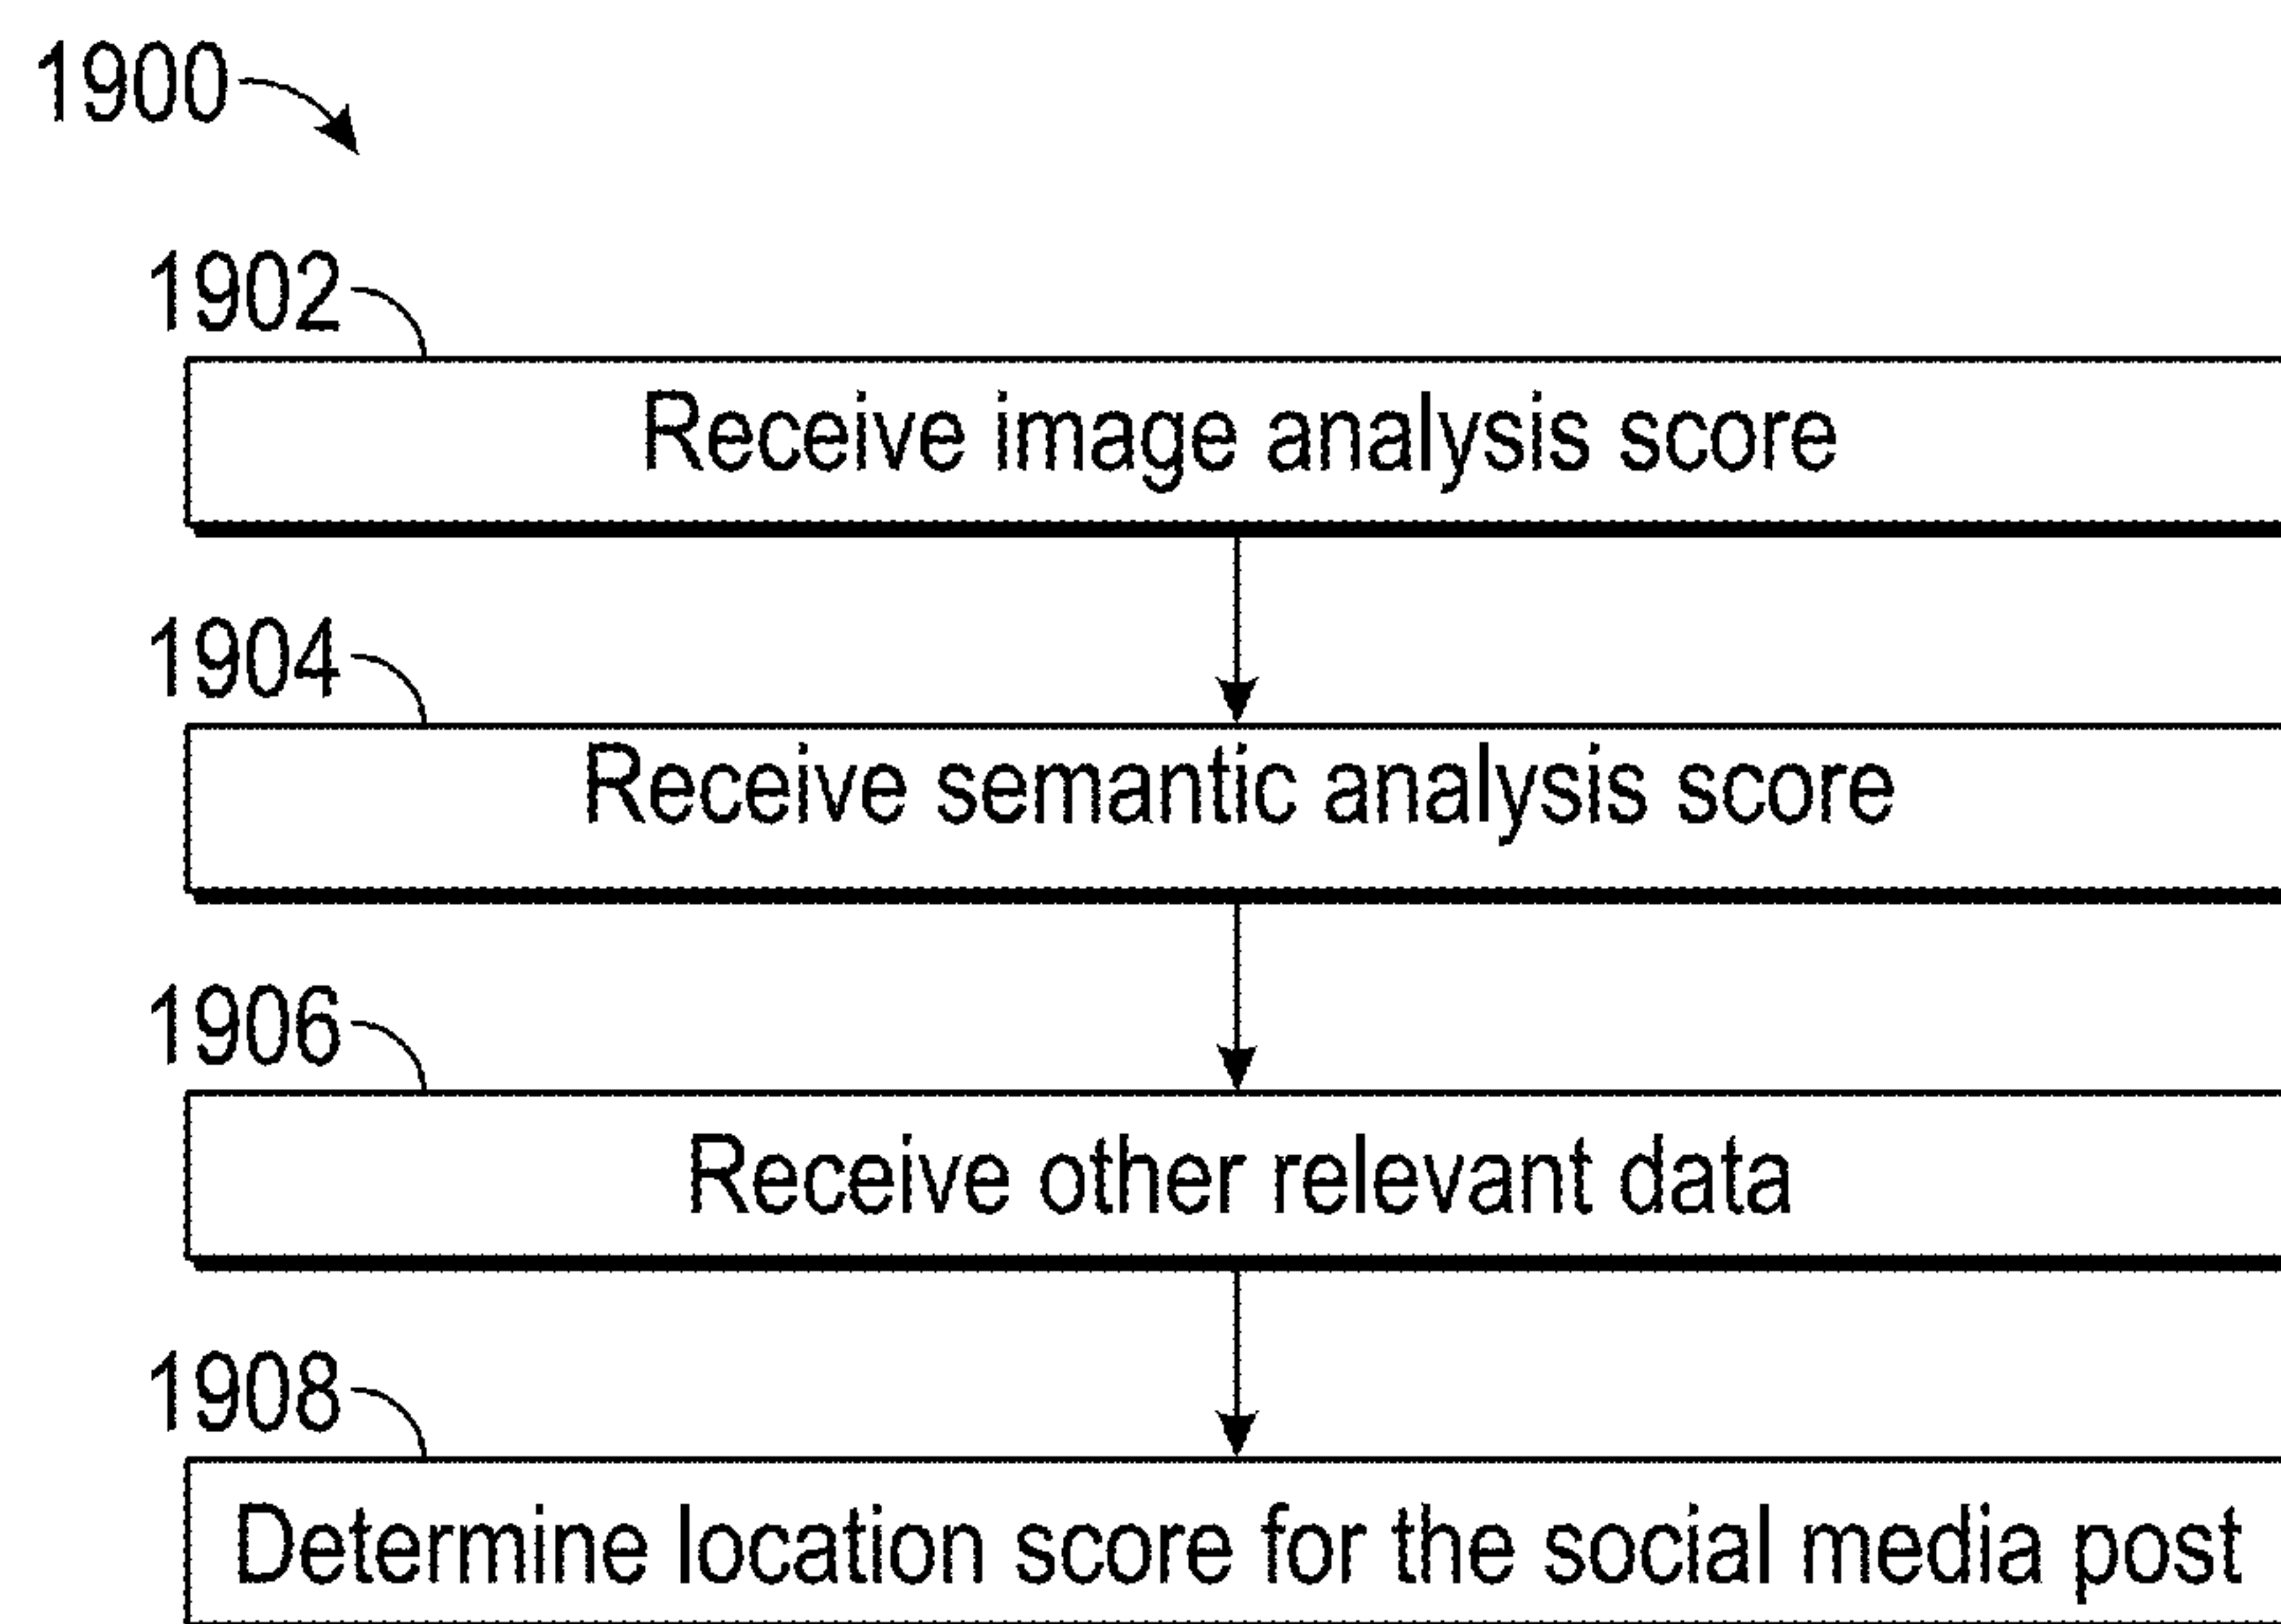 1900
1902
Receive image analysis score
1904
Receive semantic analysis score
1906
Receive other relevant data
1908
Determine location score for the social media post